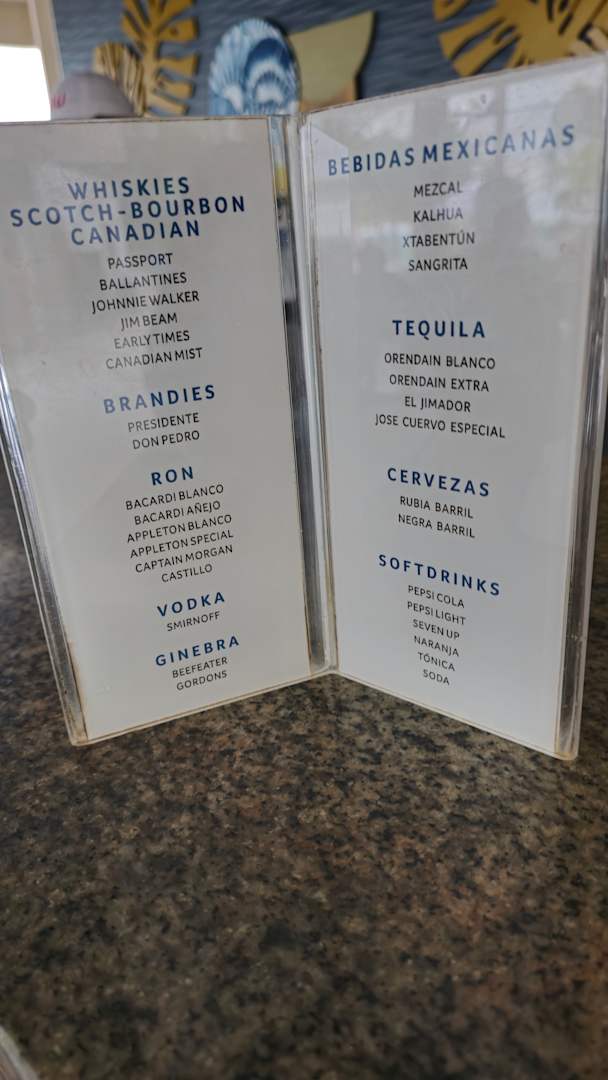 WHISKIES
SCOTCH-BOURBON
CANADIAN
PASSPORT
BALLANTINES
JOHNNIE WALKER
JIM BEAM
EARLY TIMES
CANADIAN MIST
BRANDIES
PRESIDENTE
DON PEDRO
RON
BACARDI BLANCO
BACARDI AÑEJO
APPLETON BLANCO
APPLETON SPECIAL
CAPTAIN MORGAN
CASTILLO
VODKA
SMIRNOFF
GINEBRA
BEEFEATER
GORDONS
BEBIDAS MEXICANAS
MEZCAL
KALHUA
XTABENTÚN
SANGRITA
TEQUILA
ORENDAIN BLANCO
ORENDAIN EXTRA
EL JIMADOR
JOSE CUERVO ESPECIAL
CERVEZAS
RUBIA BARRIL
NEGRA BARRIL
SOFTDRINKS
PEPSI COLA
PEPSI LIGHT
SEVEN UP
NARANJA
TÓNICA
SODA